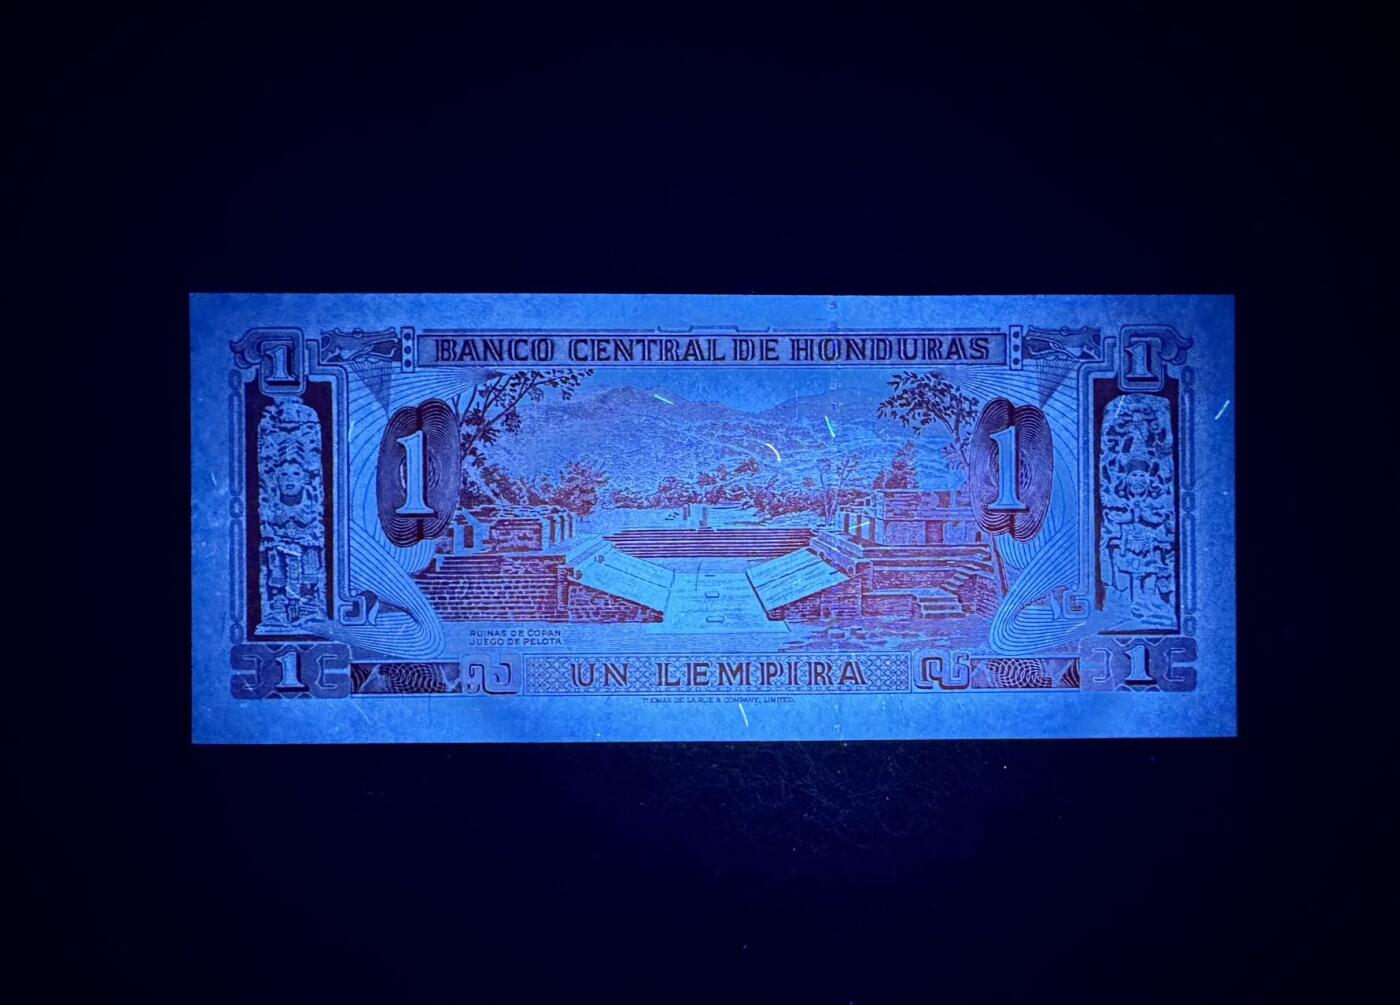 1 BANCO CENTRAL DE HONDURAS 1
1 1
RUINAS DE COPAN
JUEGO DE PELOTA
1 UN LEMPIRA 1
THOMAS DE LA RUE & COMPANY, LIMITED.